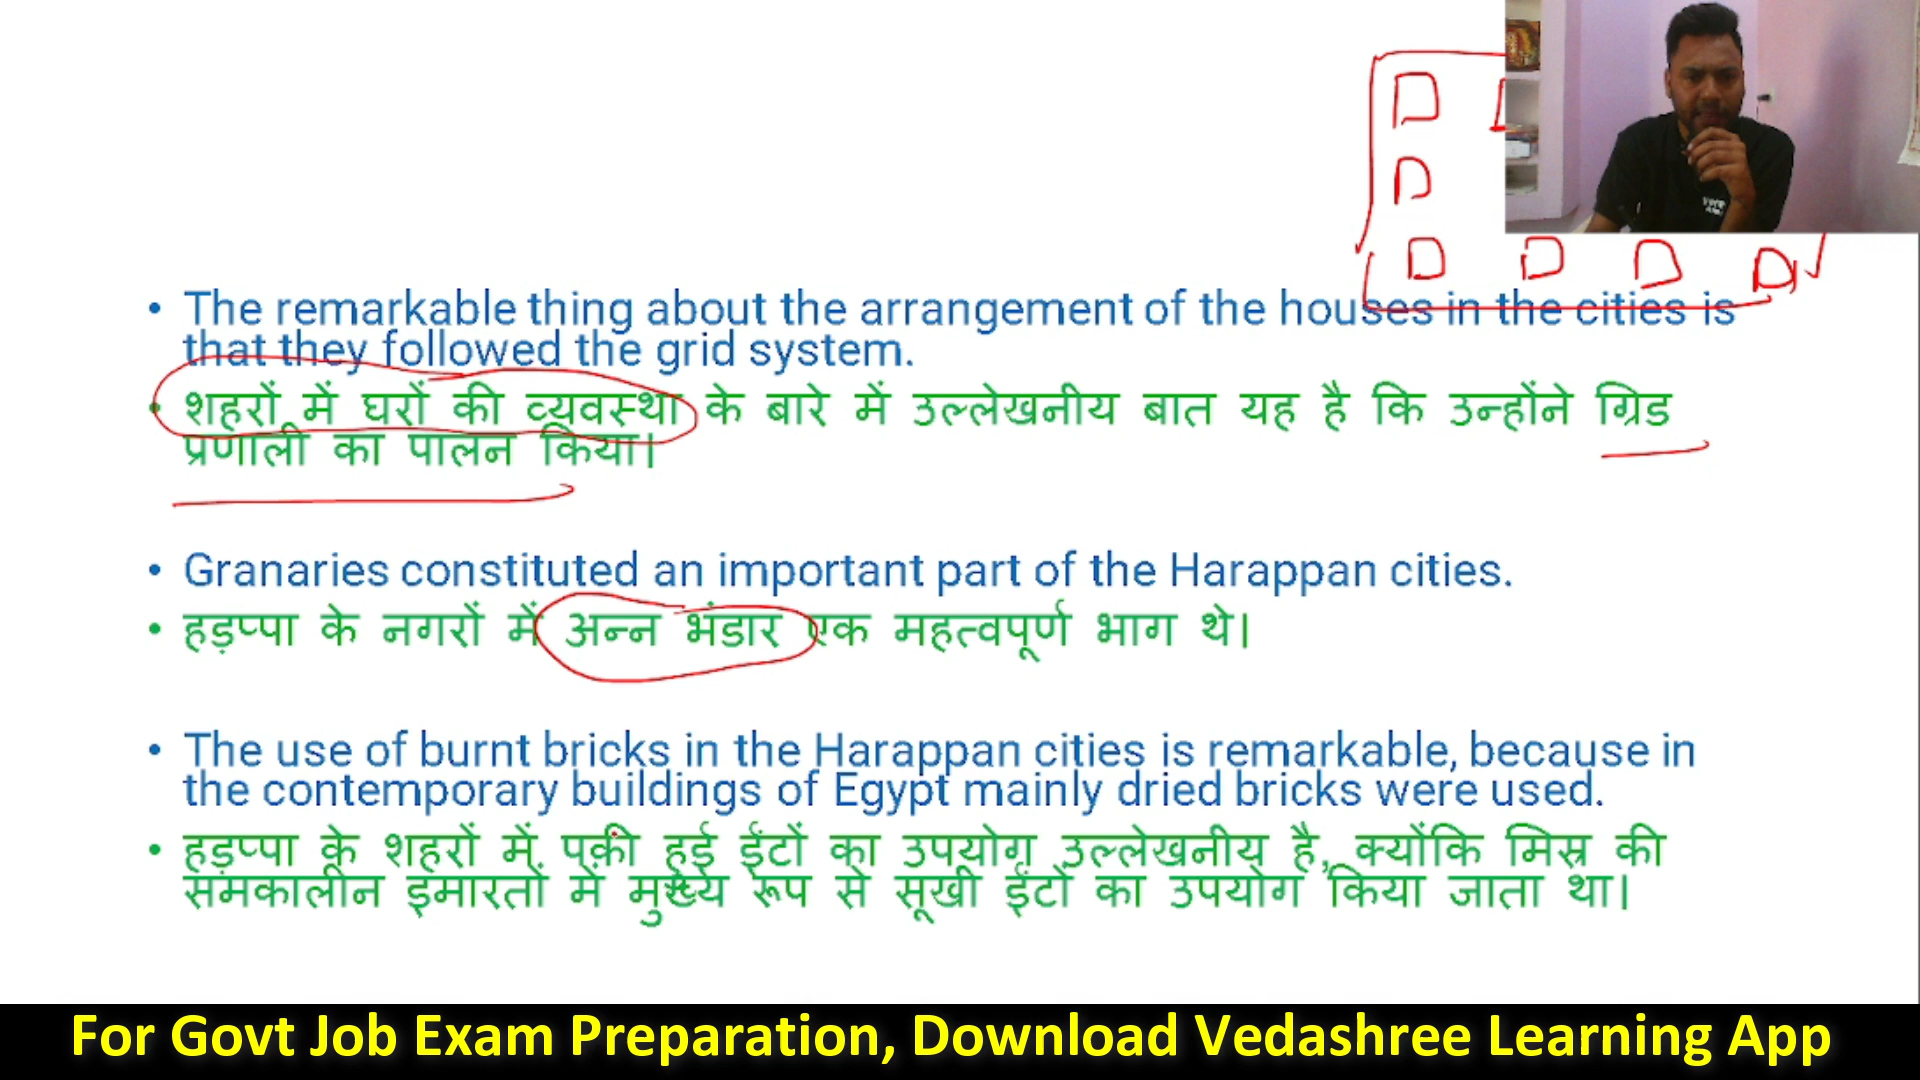 • The remarkable thing about the arrangement of the houses in the cities is
that they followed the grid system.
• शहरों में घरों की व्यवस्था के बारे में उल्लेखनीय बात यह है कि उन्होंने ग्रिड
प्रणाली का पालन किया।
• Granaries constituted an important part of the Harappan cities.
• हड़प्पा के नगरों में अन्न भंडार एक महत्वपूर्ण भाग थे।
• The use of burnt bricks in the Harappan cities is remarkable, because in
the contemporary buildings of Egypt mainly dried bricks were used.
• हड़प्पा के शहरों में पकी हुई ईंटों का उपयोग उल्लेखनीय है, क्योंकि मिस्र की
समकालीन इमारतों में मुख्य रूप से सूखी ईंटों का उपयोग किया जाता था।
For Govt Job Exam Preparation, Download Vedashree Learning App